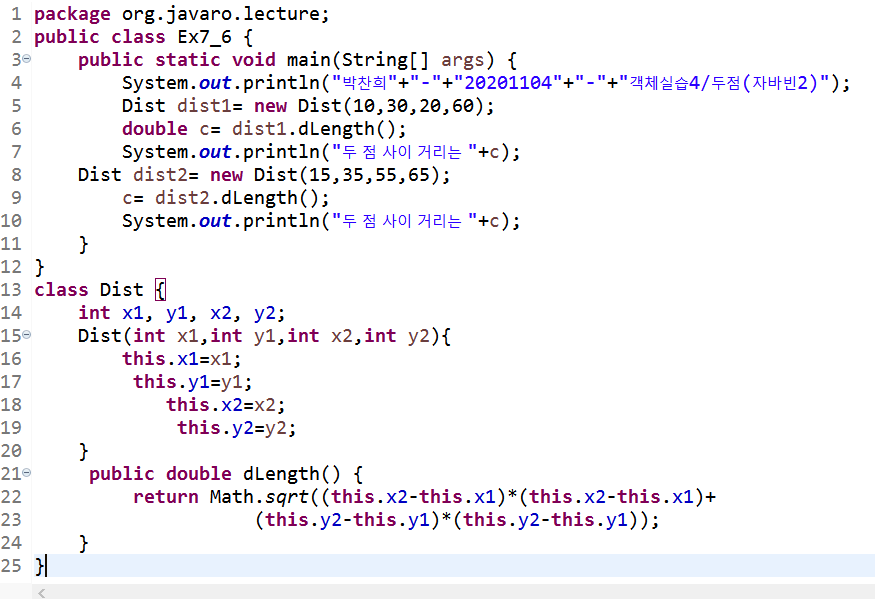 1 package org.javaro.lecture;
2 public class Ex7_6 {
3 public static void main(String[] args) {
4 System.out.println("박찬희"+"-"+"20201104"+"-"+"객체실습4/두점(자바빈2)");
5 Dist dist1= new Dist(10,30,20,60);
6 double c= dist1.dLength();
7 System.out.println("두 점 사이 거리는 "+c);
8 Dist dist2= new Dist(15,35,55,65);
9 c= dist2.dLength();
10 System.out.println("두 점 사이 거리는 "+c);
11 }
12 }
13 class Dist {
14 int x1, y1, x2, y2;
15 Dist(int x1,int y1,int x2,int y2){
16 this.x1=x1;
17 this.y1=y1;
18 this.x2=x2;
19 this.y2=y2;
20 }
21 public double dLength() {
22 return Math.sqrt((this.x2-this.x1)*(this.x2-this.x1)+
23 (this.y2-this.y1)*(this.y2-this.y1));
24 }
25 }